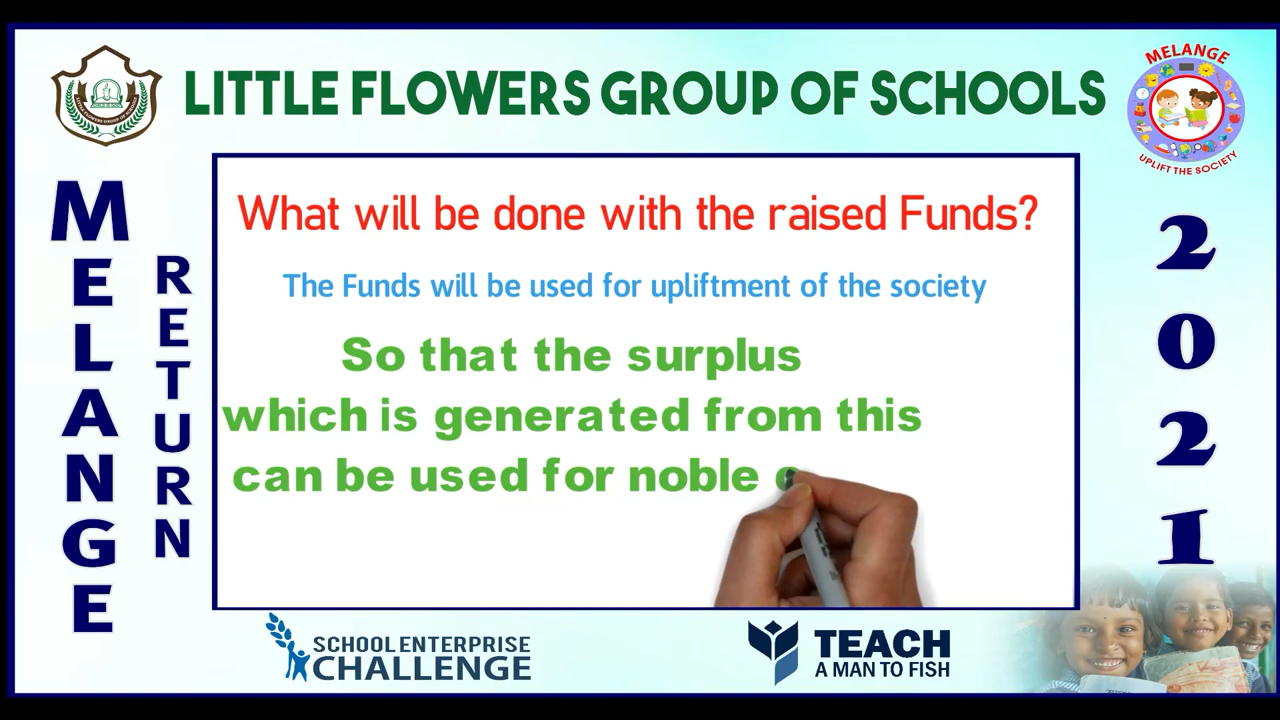 LITTLE FLOWERS GROUP OF SCHOOLS
MELANGE
UPLIFT THE SOCIETY
MELANGE
RETURN
2021
What will be done with the raised Funds?
The Funds will be used for upliftment of the society
So that the surplus
which is generated from this
can be used for noble
SCHOOL ENTERPRISE
CHALLENGE
TEACH
A MAN TO FISH